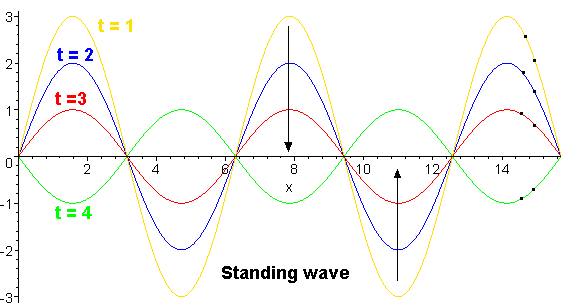 3
t = 1
t = 2
2
t =3
1
0
2
4
6
8
10
12
14
x
-1
t = 4
-2
Standing wave
-3